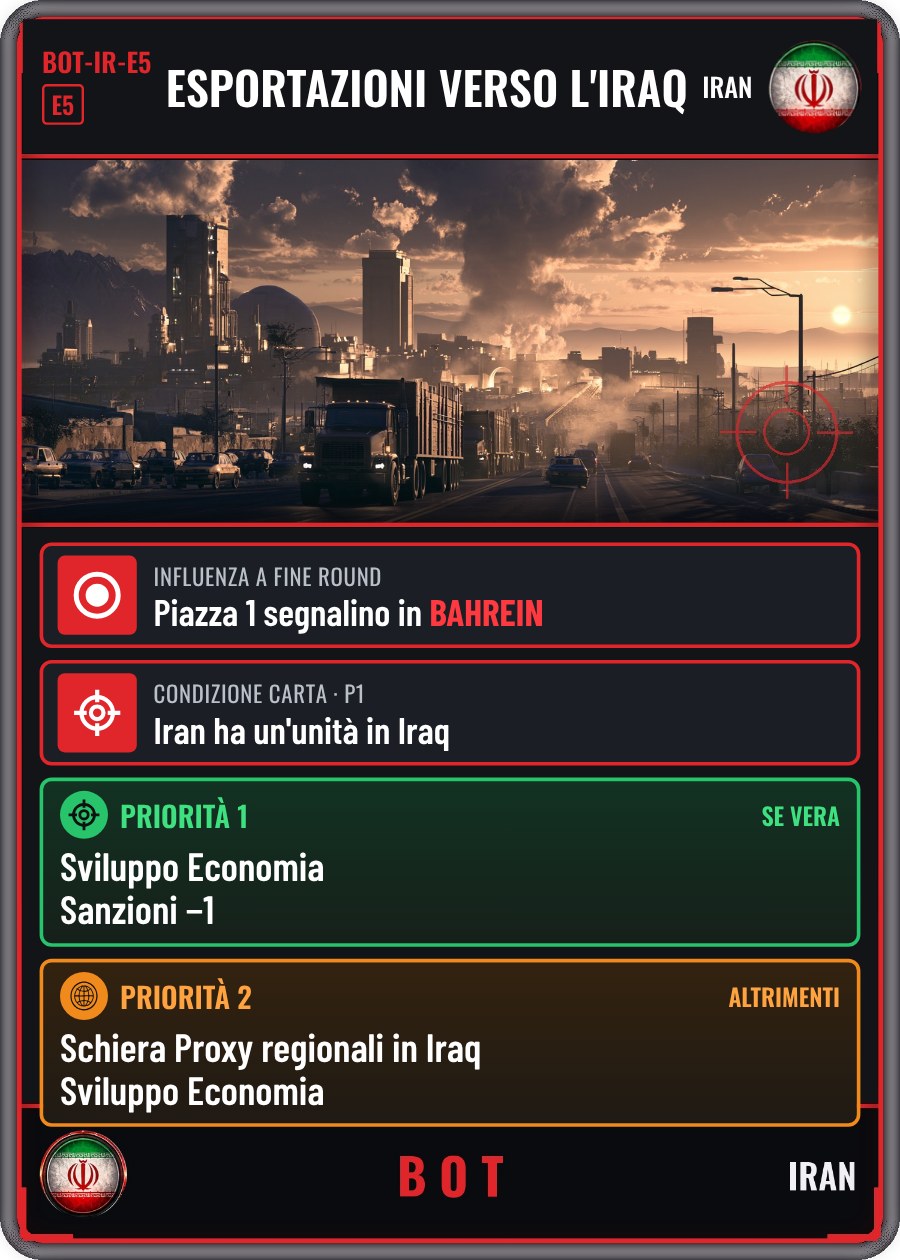 BOT-IR-E5
E5
ESPORTAZIONI VERSO L'IRAQ
IRAN
INFLUENZA A FINE ROUND
Piazza 1 segnalino in BAHREIN
CONDIZIONE CARTA · P1
Iran ha un'unità in Iraq
PRIORITÀ 1
SE VERA
Sviluppo Economia
Sanzioni −1
PRIORITÀ 2
ALTRIMENTI
Schiera Proxy regionali in Iraq
Sviluppo Economia
BOT
IRAN